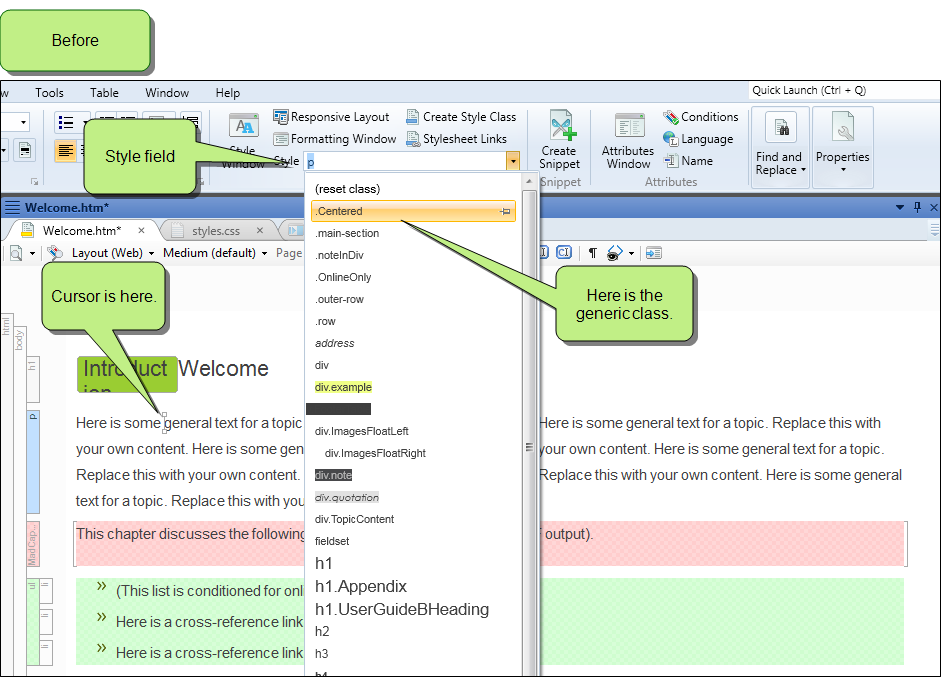 Before
w Tools Table Window Help
Quick Launch (Ctrl + Q)
Responsive Layout
Create Style Class
Formatting Window
Stylesheet Links
Style
Window
Style p
Style field
Create
Snippet
Snippet
Attributes
Window
Conditions
Language
Name
Attributes
Find and
Replace
Properties
Welcome.htm*
Welcome.htm* ×
styles.css ×
Layout (Web)
Medium (default)
Page
Cursor is here.
Here is the
generic class.
(reset class)
.Centered
.main-section
.noteInDiv
.OnlineOnly
.outer-row
.row
address
div
div.example
div.ImagesFloatLeft
div.ImagesFloatRight
div.note
div.quotation
div.TopicContent
fieldset
h1
h1.Appendix
h1.UserGuideBHeading
h2
h3
h4
html
body
h1
p
MadCap...
ul
Introduct Welcome
ion
Here is some general text for a topic Here is some general text for a topic. Replace this with
your own content. Here is some gen your own content. Here is some general text for a topic.
Replace this with your own content. Replace this with your own content. Here is some general
text for a topic. Replace this with you
This chapter discusses the following output).
(This list is conditioned for onl
Here is a cross-reference link
Here is a cross-reference link